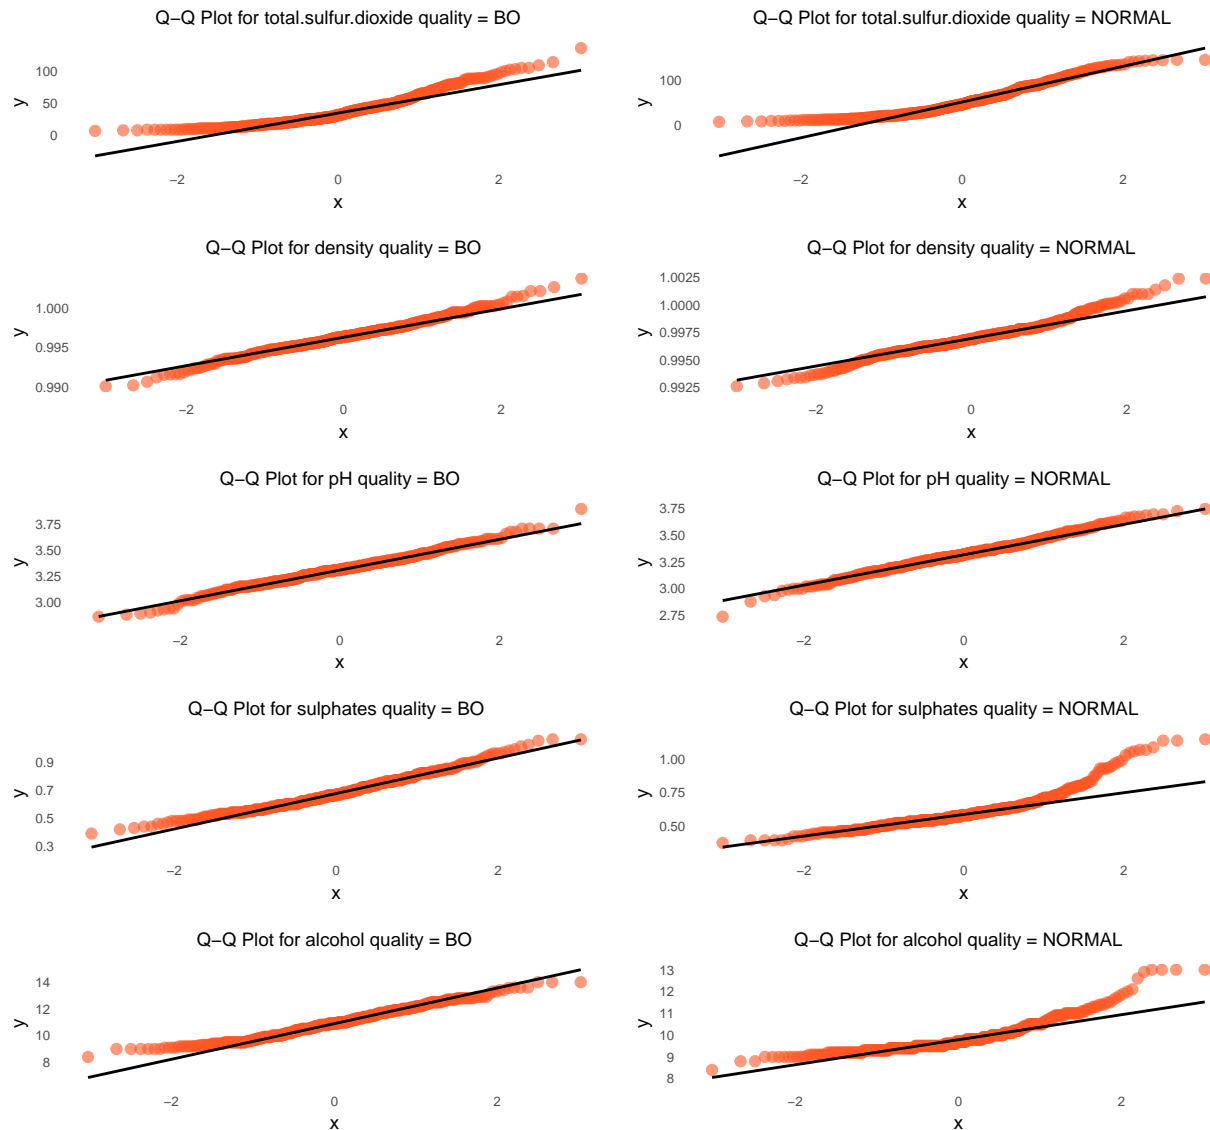 Q−Q Plot for total.sulfur.dioxide quality = BO
y
100
50
0
−2
0
2
x
Q−Q Plot for total.sulfur.dioxide quality = NORMAL
y
100
0
−2
0
2
x
Q−Q Plot for density quality = BO
y
1.000
0.995
0.990
−2
0
2
x
Q−Q Plot for density quality = NORMAL
y
1.0025
1.0000
0.9975
0.9950
0.9925
−2
0
2
x
Q−Q Plot for pH quality = BO
y
3.75
3.50
3.25
3.00
−2
0
2
x
Q−Q Plot for pH quality = NORMAL
y
3.75
3.50
3.25
3.00
2.75
−2
0
2
x
Q−Q Plot for sulphates quality = BO
y
0.9
0.7
0.5
0.3
−2
0
2
x
Q−Q Plot for sulphates quality = NORMAL
y
1.00
0.75
0.50
−2
0
2
x
Q−Q Plot for alcohol quality = BO
y
14
12
10
8
−2
0
2
x
Q−Q Plot for alcohol quality = NORMAL
y
13
12
11
10
9
8
−2
0
2
x